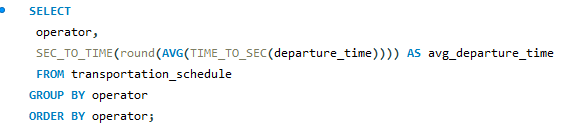 SELECT
operator,
SEC_TO_TIME(round(AVG(TIME_TO_SEC(departure_time)))) AS avg_departure_time
FROM transportation_schedule
GROUP BY operator
ORDER BY operator;